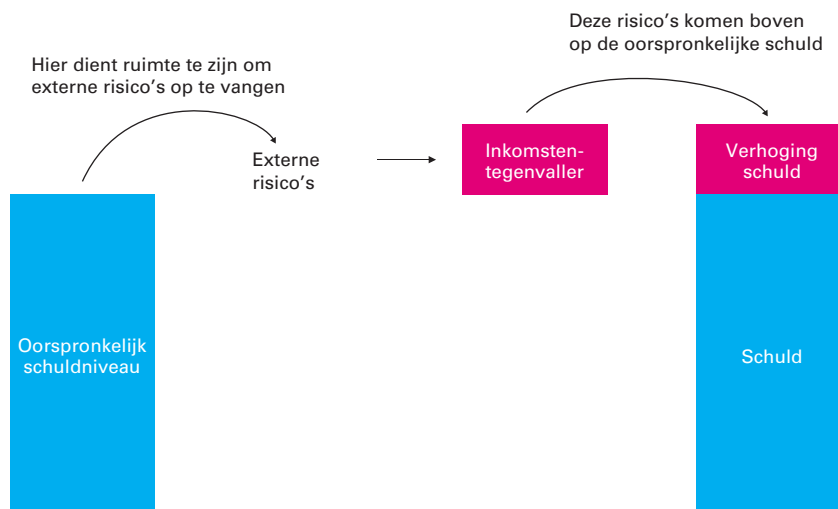 Deze risico's komen boven
op de oorspronkelijke schuld
Hier dient ruimte te zijn om
externe risico's op te vangen
Externe
risico's
Inkomsten-
tegenvaller
Verhoging
schuld
Oorspronkelijk
schuldniveau
Schuld